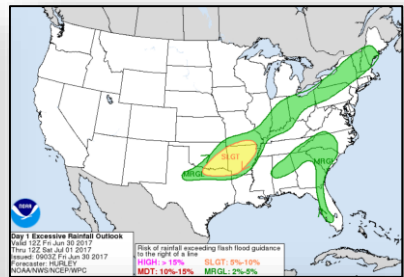 SLGT
MRGL
MRGL
noaa
Day 1 Excessive Rainfall Outlook
Valid 12Z Fri Jun 30 2017
Thru 12Z Sat Jul 01 2017
Issued: 0903Z Fri Jun 30 2017
Forecaster: HURLEY
NOAA/NWS/NCEP/WPC
Risk of rainfall exceeding flash flood guidance
to the right of a line
HIGH: > 15% SLGT: 5%-10%
MDT: 10%-15% MRGL: 2%-5%